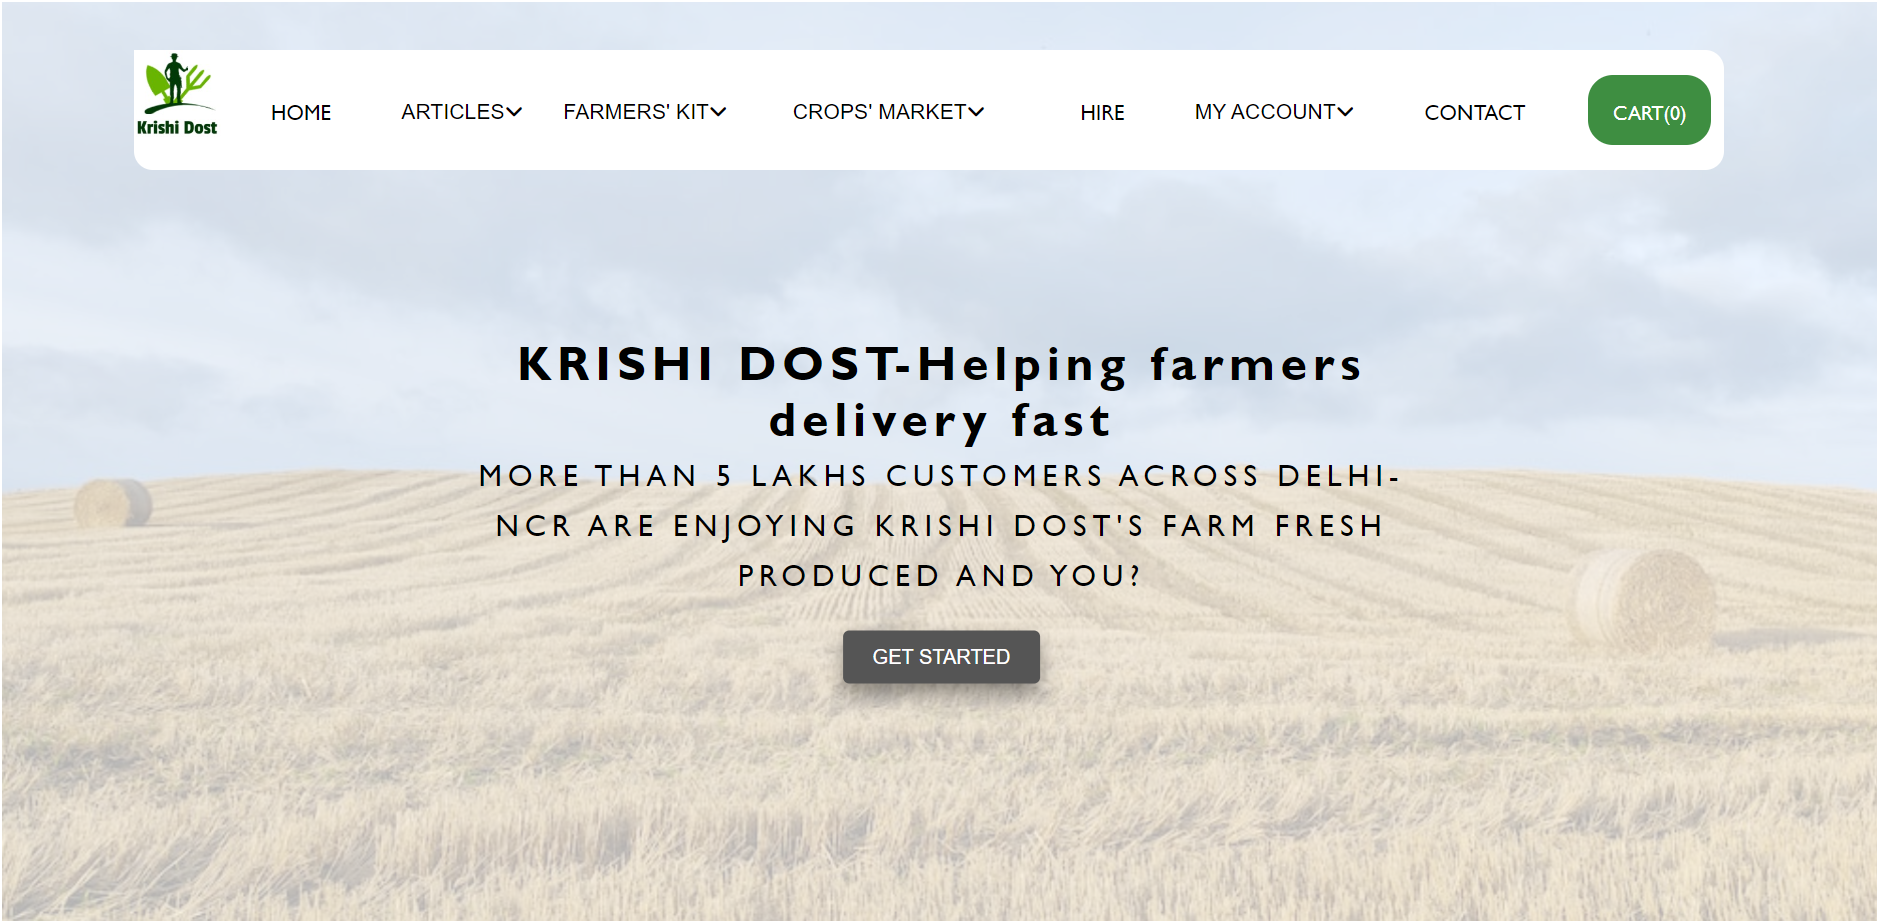 Krishi Dost
HOME
ARTICLES
FARMERS' KIT
CROPS' MARKET
HIRE
MY ACCOUNT
CONTACT
CART(0)
KRISHI DOST-Helping farmers
delivery fast
MORE THAN 5 LAKHS CUSTOMERS ACROSS DELHI-
NCR ARE ENJOYING KRISHI DOST'S FARM FRESH
PRODUCED AND YOU?
GET STARTED